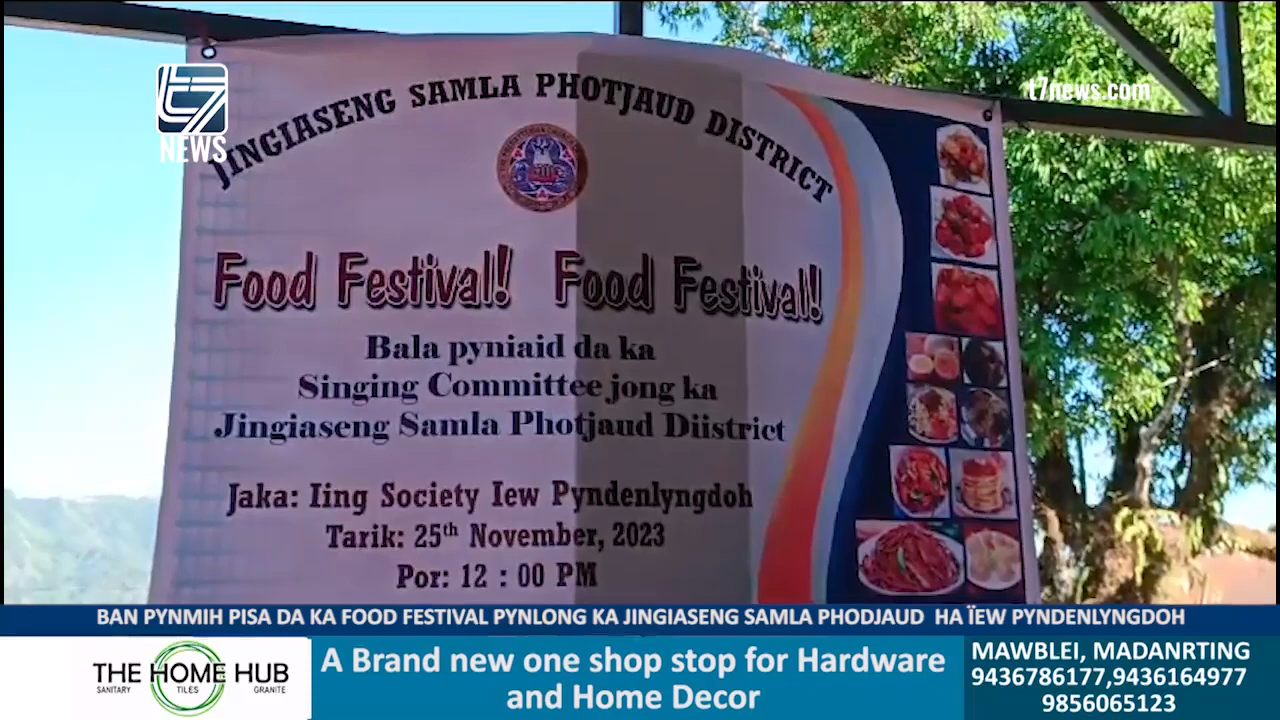 T7
NEWS
t7news.com
JINGIASENG SAMLA PHOTJAUD DISTRICT
Food Festival! Food Festival!
Bala pyniaid da ka
Singing Committee jong ka
Jingiaseng Samla Photjaud Diistrict
Jaka: Iing Society Iew Pyndenlyngdoh
Tarik: 25th November, 2023
Por: 12 : 00 PM
BAN PYNMIH PISA DA KA FOOD FESTIVAL PYNLONG KA JINGIASENG SAMLA PHODJAUD HA ÏEW PYNDENLYNGDOH
THE HOME HUB
SANITARY TILES GRANITE
A Brand new one shop stop for Hardware
and Home Decor
MAWBLEI, MADANRTING
9436786177,9436164977
9856065123